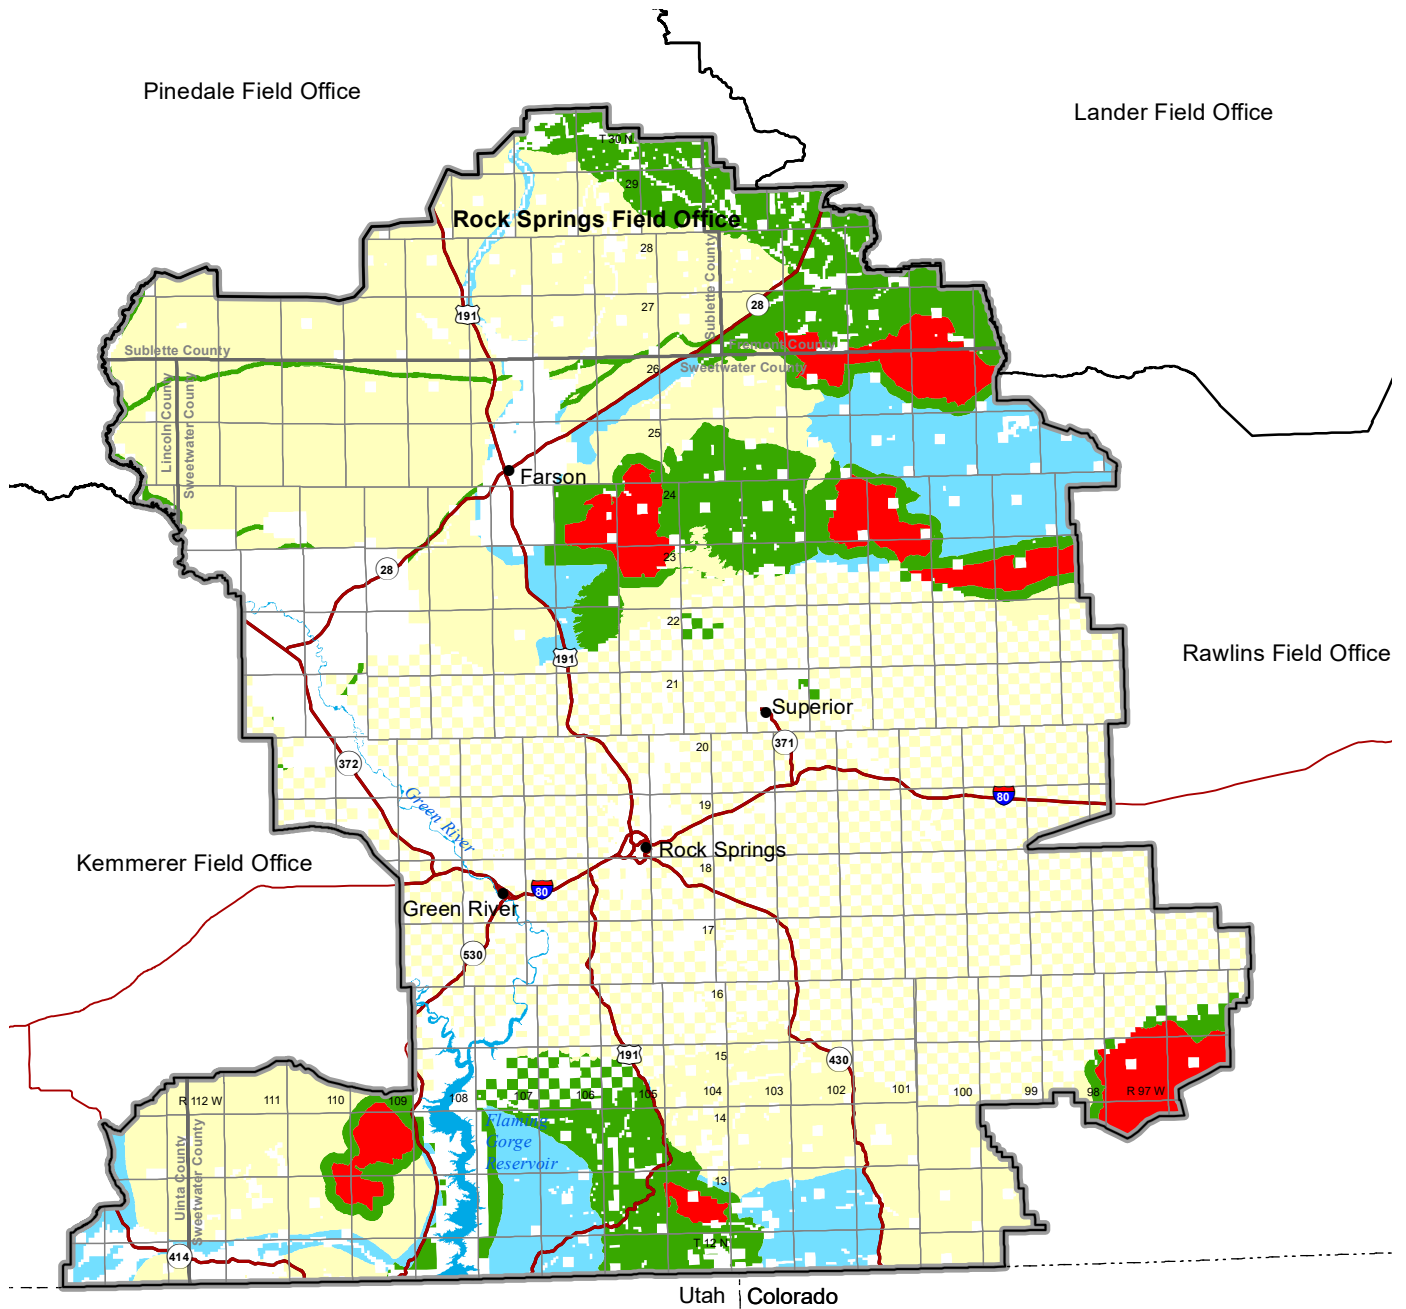 Pinedale Field Office
Lander Field Office
T 30 N
29
Rock Springs Field Office
28
Sublette County
27
28
191
Sublette County
Fremont County
26
Sweetwater County
Lincoln County
Sweetwater County
25
Farson
24
23
28
22
191
Rawlins Field Office
21
Superior
20
371
372
80
19
Green River
Rock Springs
Kemmerer Field Office
18
80
Green River
17
530
16
191
15
430
R 112 W
111
110
109
108
107
106
105
104
103
102
101
100
99
98
R 97 W
14
Flaming
Gorge
Reservoir
Uinta County
Sweetwater County
13
T 12 N
414
Utah
Colorado